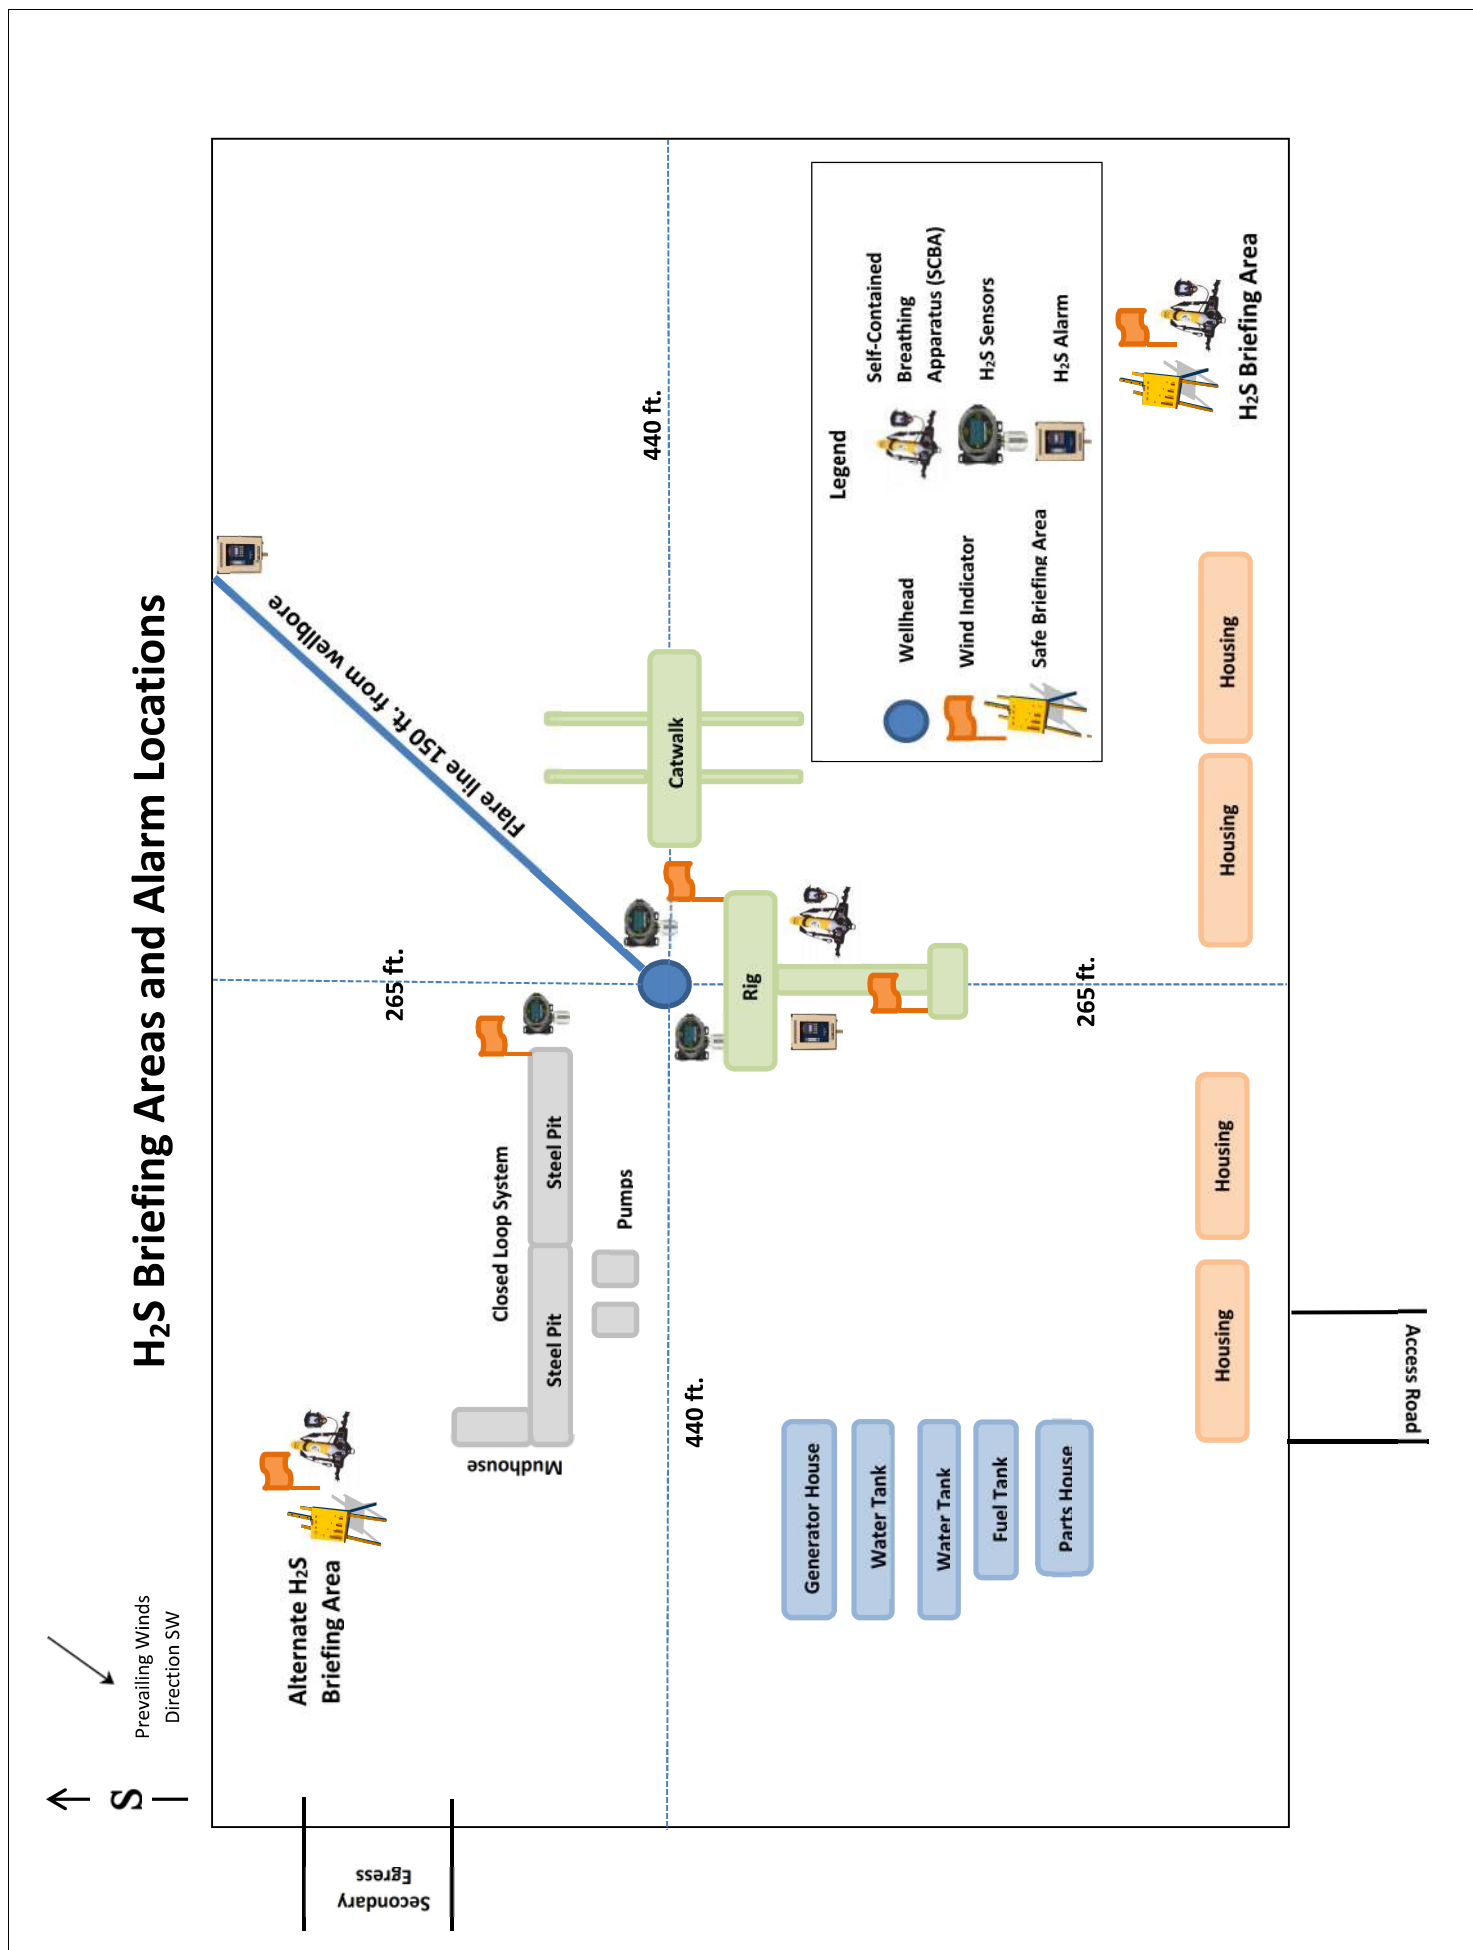 H₂S Briefing Areas and Alarm Locations
S
Prevailing Winds
Direction SW
Secondary
Egress
Alternate H₂S
Briefing Area
Mudhouse
Closed Loop System
Steel Pit
Steel Pit
Pumps
265 ft.
Flare line 150 ft. from wellbore
440 ft.
440 ft.
Catwalk
Rig
265 ft.
Generator House
Water Tank
Water Tank
Fuel Tank
Parts House
Legend
Wellhead
Wind Indicator
Safe Briefing Area
Self-Contained
Breathing
Apparatus (SCBA)
H₂S Sensors
H₂S Alarm
H₂S Briefing Area
Housing
Housing
Housing
Housing
Access Road